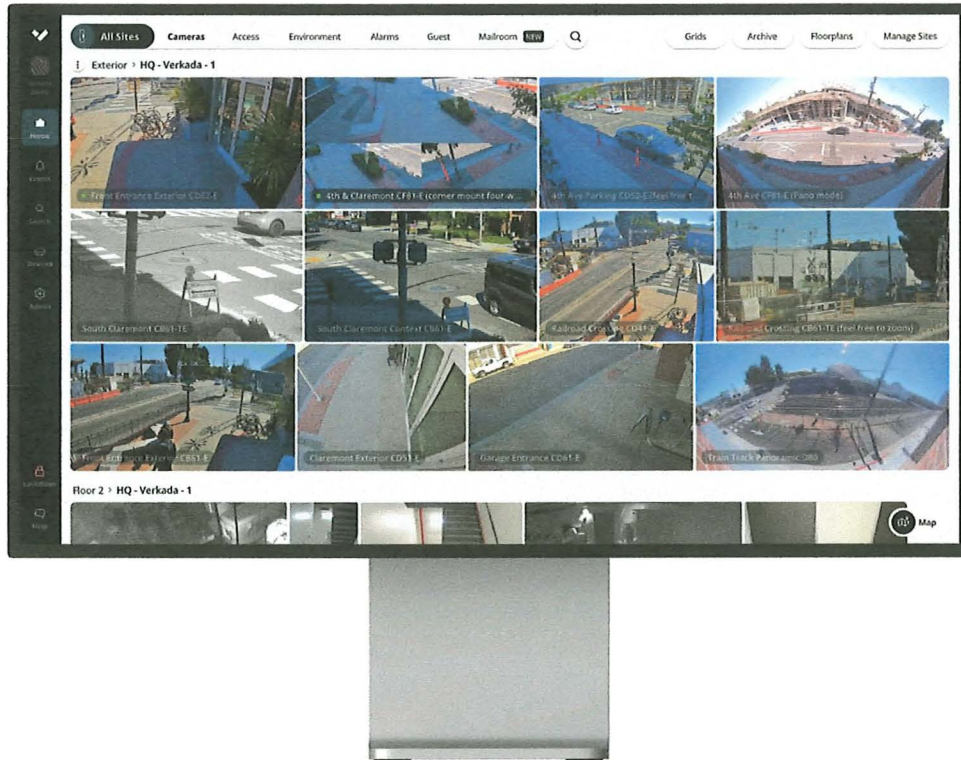 All Sites Cameras Access Environment Alarms Guest Mailroom NEW Grids Archive Floorplans Manage Sites
Exterior > HQ - Verkada - 1
Front Entrance Exterior CD62-E
4th & Claremont CF81-E (corner mount four-w...
4th Ave Parking CD52-E (feel free t...
4th Ave CF81-E (Pano mode)
Home
South Claremont CB61-TE
South Claremont Context CB61-E
Railroad Crossing CD41-E
Railroad Crossing CB61-TE (feel free to zoom)
Front Entrance Exterior CB61-E
Claremont Exterior CD51-E
Garage Entrance CD61-E
Train Track Panoramic
Floor 2 > HQ - Verkada - 1
Help
Map